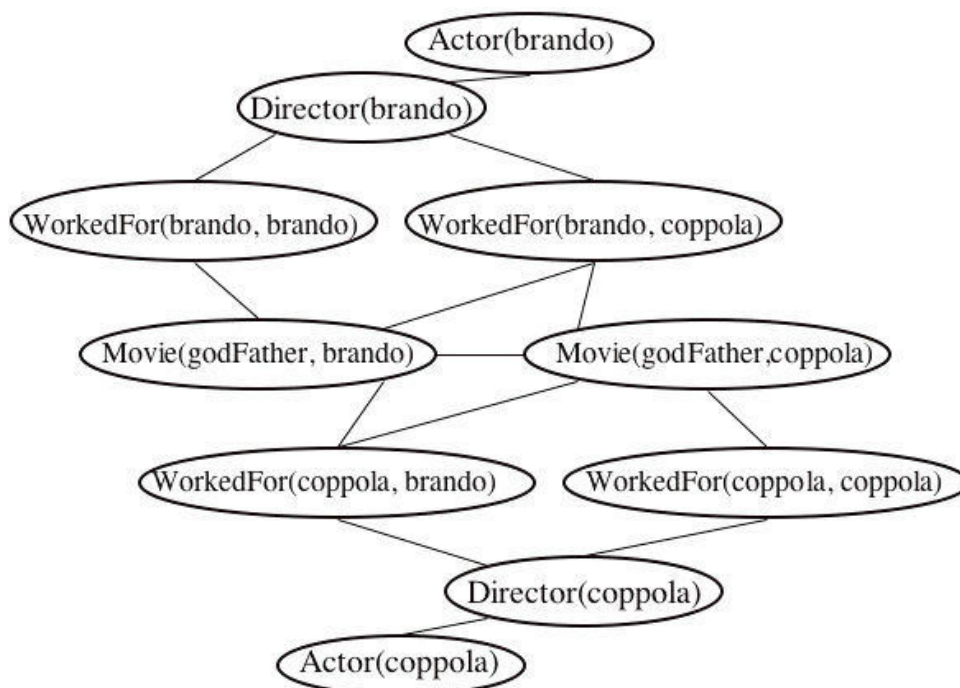 Actor(brando)
Director(brando)
WorkedFor(brando, brando)
WorkedFor(brando, coppola)
Movie(godFather, brando)
Movie(godFather,coppola)
WorkedFor(coppola, brando)
WorkedFor(coppola, coppola)
Director(coppola)
Actor(coppola)